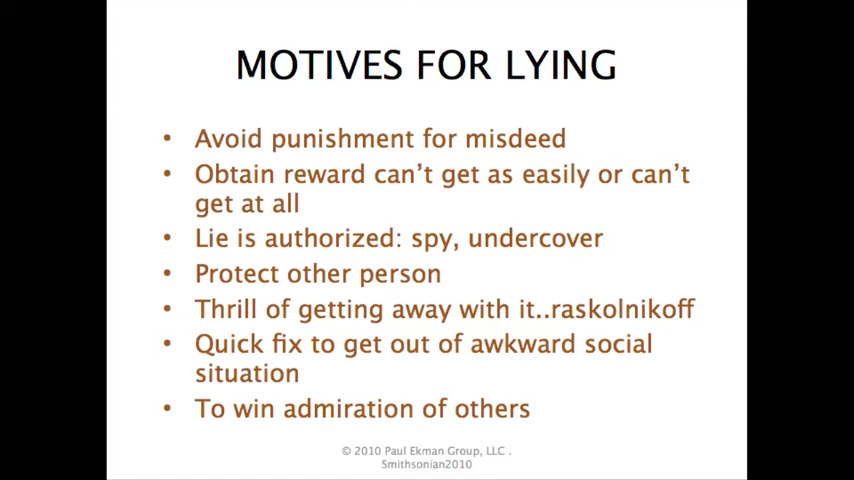 MOTIVES FOR LYING
• Avoid punishment for misdeed
• Obtain reward can't get as easily or can't
get at all
• Lie is authorized: spy, undercover
• Protect other person
• Thrill of getting away with it..raskolnikoff
• Quick fix to get out of awkward social
situation
• To win admiration of others
© 2010 Paul Ekman Group, LLC .
Smithsonian2010